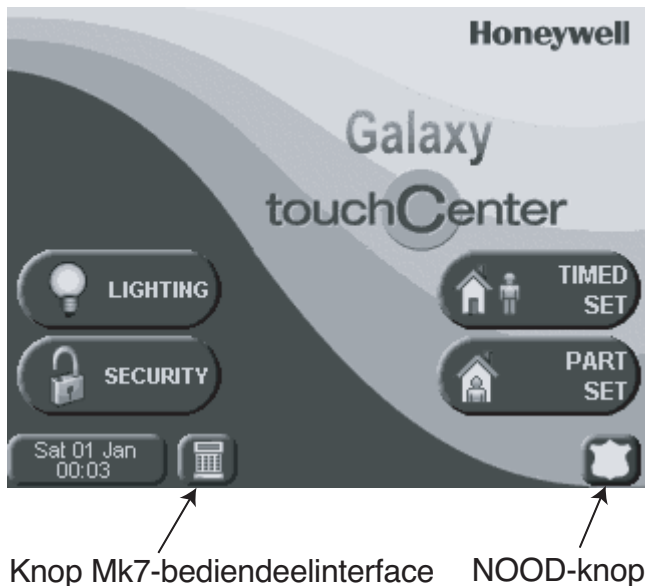 Honeywell
Galaxy
touchCenter
LIGHTING
TIMED
SET
SECURITY
PART
SET
Sat 01 Jan
00:03
Knop Mk7-bediendeelinterface
NOOD-knop